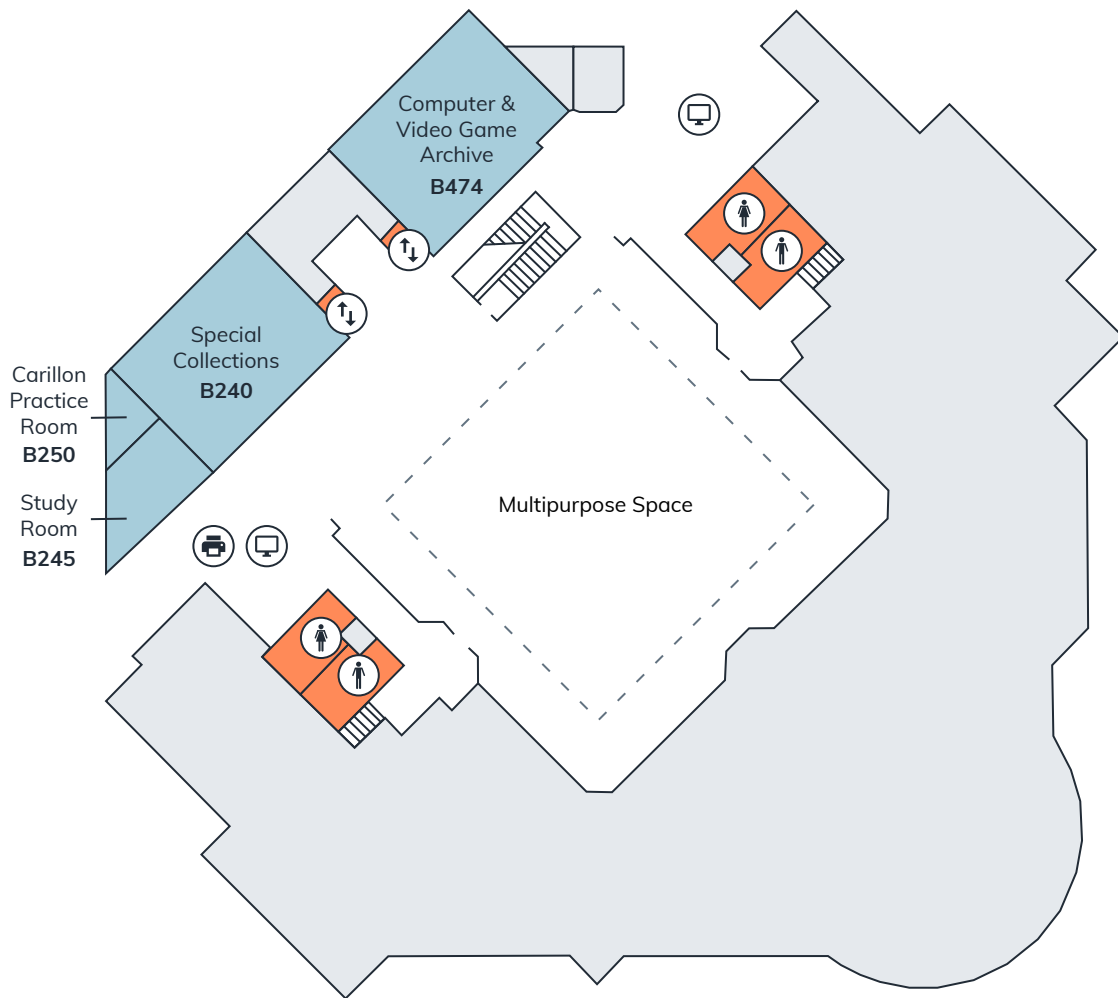 Computer &
Video Game
Archive
B474
Special
Collections
B240
Carillon
Practice
Room
B250
Study
Room
B245
Multipurpose Space